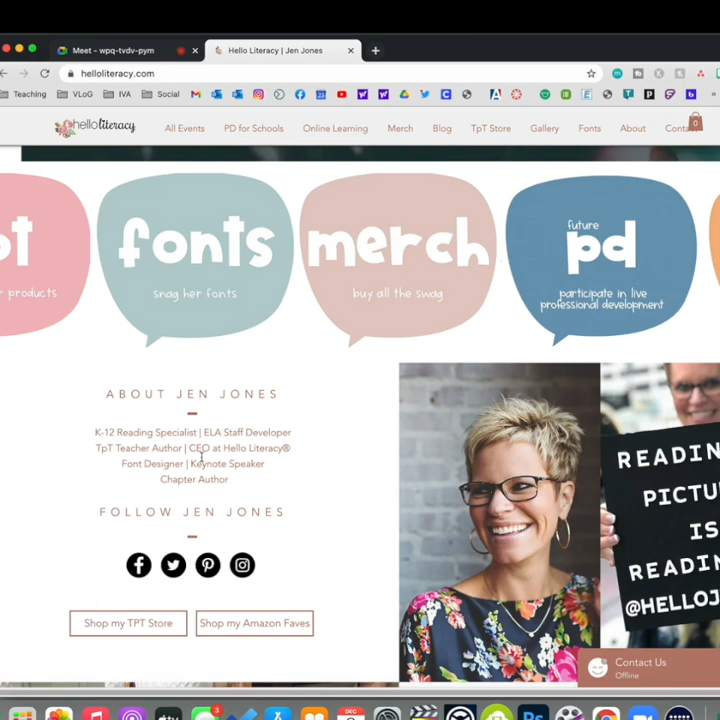 Meet - wpq-tvdv-pym
Hello Literacy | Jen Jones
helloliteracy.com
Teaching VLoG IVA Social
helloliteracy
All Events PD for Schools Online Learning Merch Blog TpT Store Gallery Fonts About Conta
0
pt
r products
fonts
snag her fonts
merch
buy all the swag
future
pd
participate in live
professional development
ABOUT JEN JONES
K-12 Reading Specialist | ELA Staff Developer
TpT Teacher Author | CEO at Hello Literacy®
Font Designer | Keynote Speaker
Chapter Author
FOLLOW JEN JONES
Shop my TPT Store
Shop my Amazon Faves
READIN
PICTU
IS
READIN
@HELLOJ
Contact Us
Offline
3
DEC